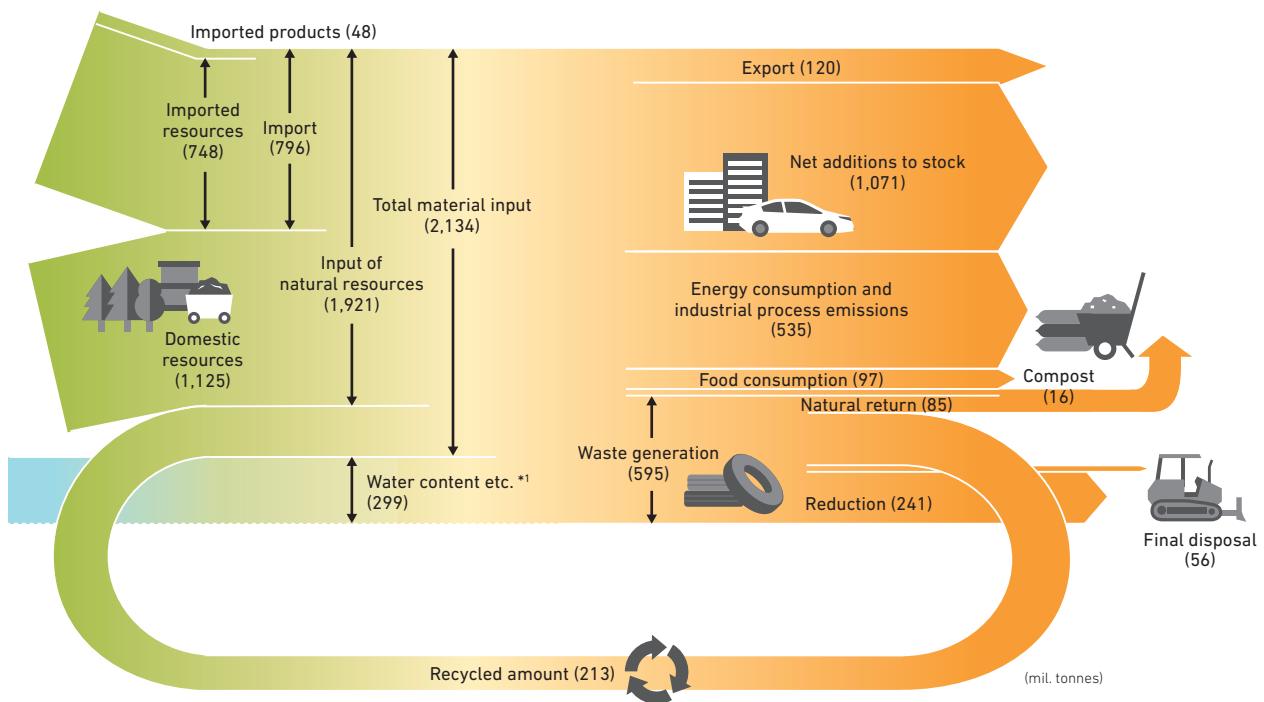 Imported products (48)
Imported
resources
(748)
Import
(796)
Total material input
(2,134)
Input of
natural resources
(1,921)
Domestic
resources
(1,125)
Water content etc. *1
(299)
Export (120)
Net additions to stock
(1,071)
Energy consumption and
industrial process emissions
(535)
Food consumption (97)
Compost
(16)
Natural return (85)
Waste generation
(595)
Reduction (241)
Final disposal
(56)
Recycled amount (213)
(mil. tonnes)